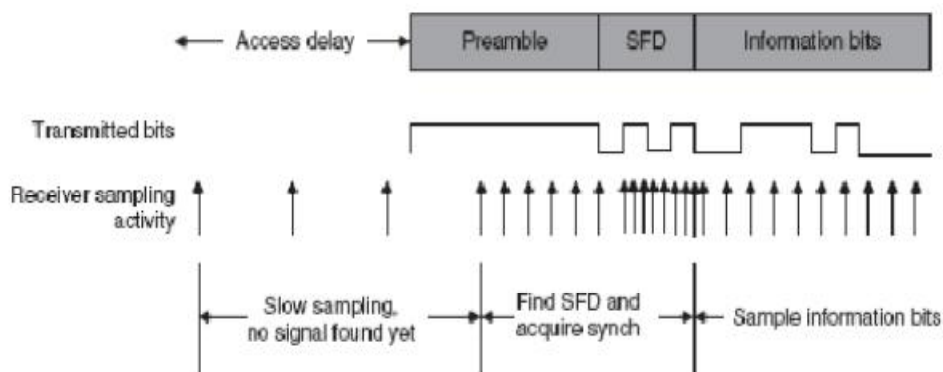 Access delay
Preamble
SFD
Information bits
Transmitted bits
Receiver sampling
activity
Slow sampling,
no signal found yet
Find SFD and
acquire synch
Sample information bits